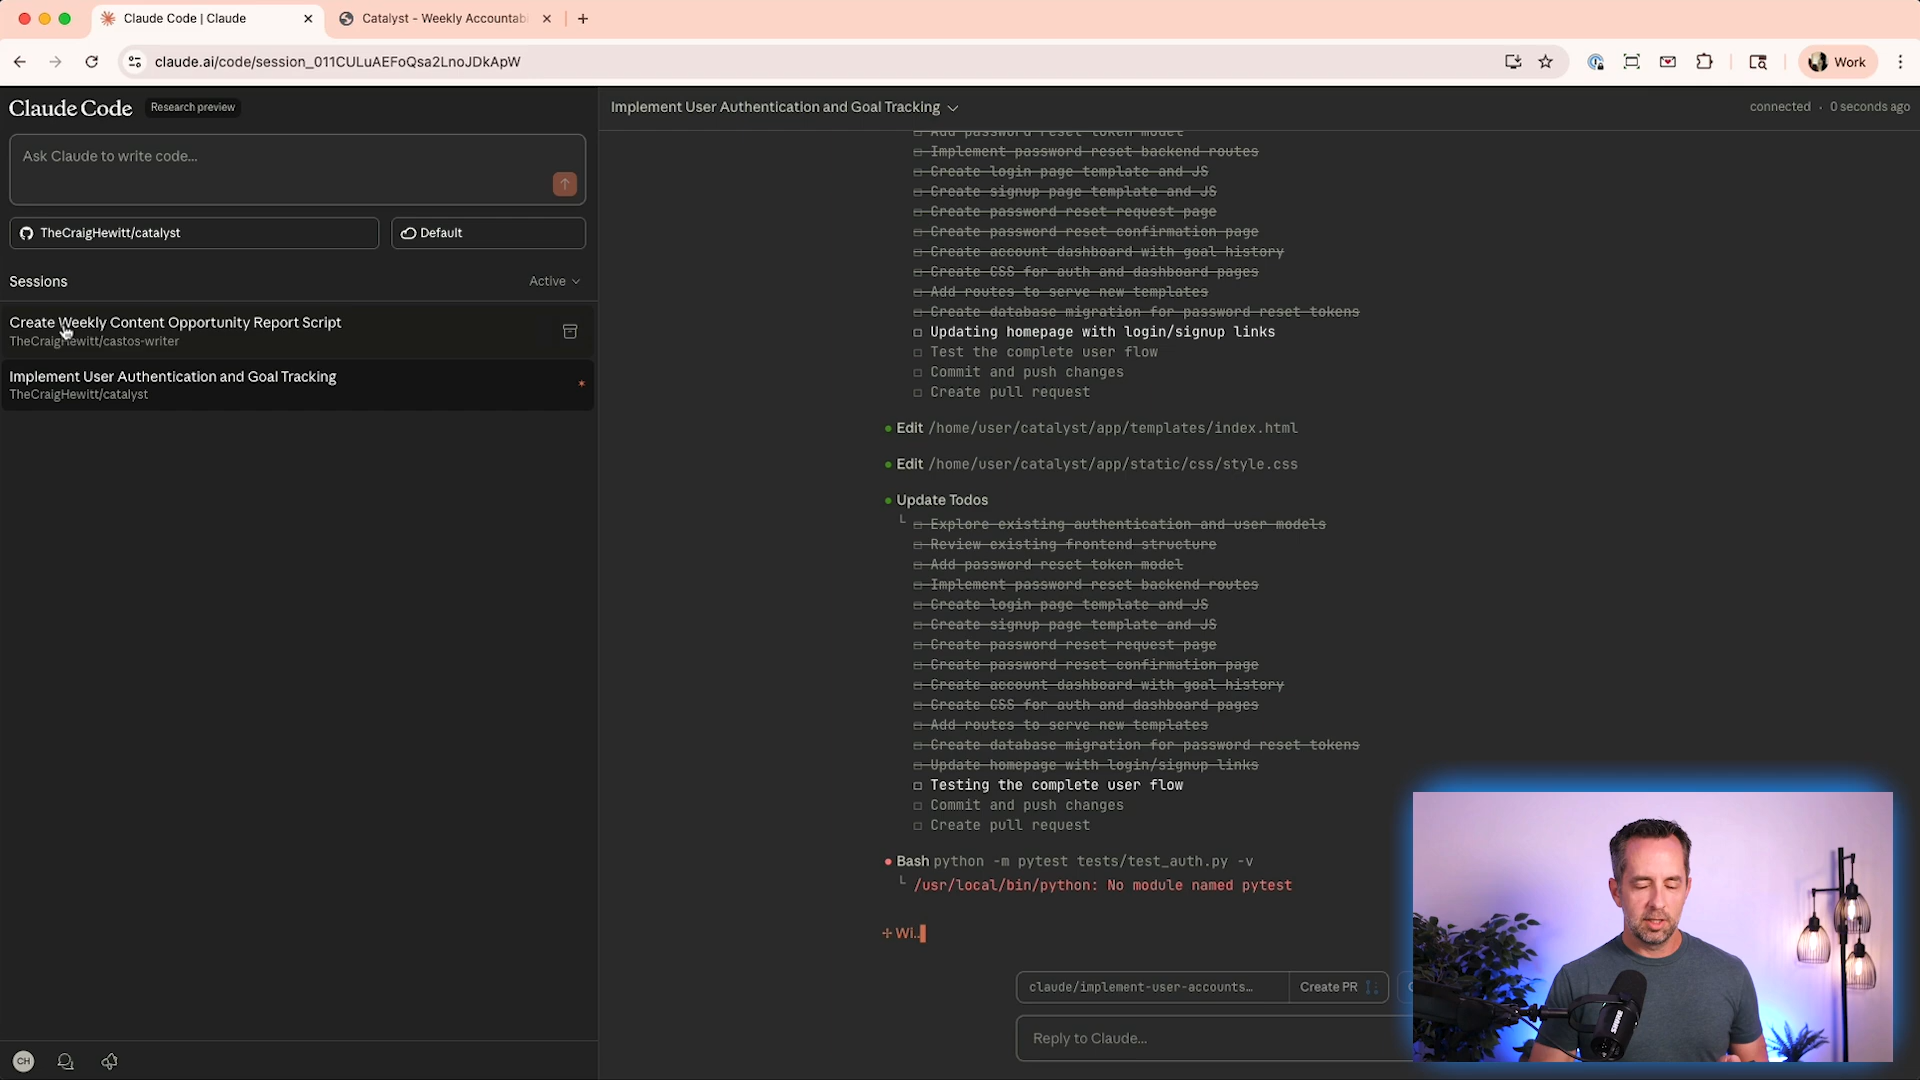 Claude Code | Claude
Catalyst - Weekly Accountab
claude.ai/code/session_011CULuAEFoQsa2LnoJDkApW
Work
Claude Code
Research preview
Ask Claude to write code...
TheCraigHewitt/catalyst
Default
Sessions
Active
Create Weekly Content Opportunity Report Script
TheCraigHewitt/castos-writer
Implement User Authentication and Goal Tracking
TheCraigHewitt/catalyst
CH
Implement User Authentication and Goal Tracking
connected · 0 seconds ago
Add password reset token model
Implement password reset backend routes
Create login page template and JS
Create signup page template and JS
Create password reset request page
Create password reset confirmation page
Create account dashboard with goal history
Create CSS for auth and dashboard pages
Add routes to serve new templates
Create database migration for password reset tokens
Updating homepage with login/signup links
Test the complete user flow
Commit and push changes
Create pull request
Edit /home/user/catalyst/app/templates/index.html
Edit /home/user/catalyst/app/static/css/style.css
Update Todos
Explore existing authentication and user models
Review existing frontend structure
Add password reset token model
Implement password reset backend routes
Create login page template and JS
Create signup page template and JS
Create password reset request page
Create password reset confirmation page
Create account dashboard with goal history
Create CSS for auth and dashboard pages
Add routes to serve new templates
Create database migration for password reset tokens
Update homepage with login/signup links
Testing the complete user flow
Commit and push changes
Create pull request
Bash python -m pytest tests/test_auth.py -v
/usr/local/bin/python: No module named pytest
Wi..
claude/implement-user-accounts…
Create PR
Reply to Claude...